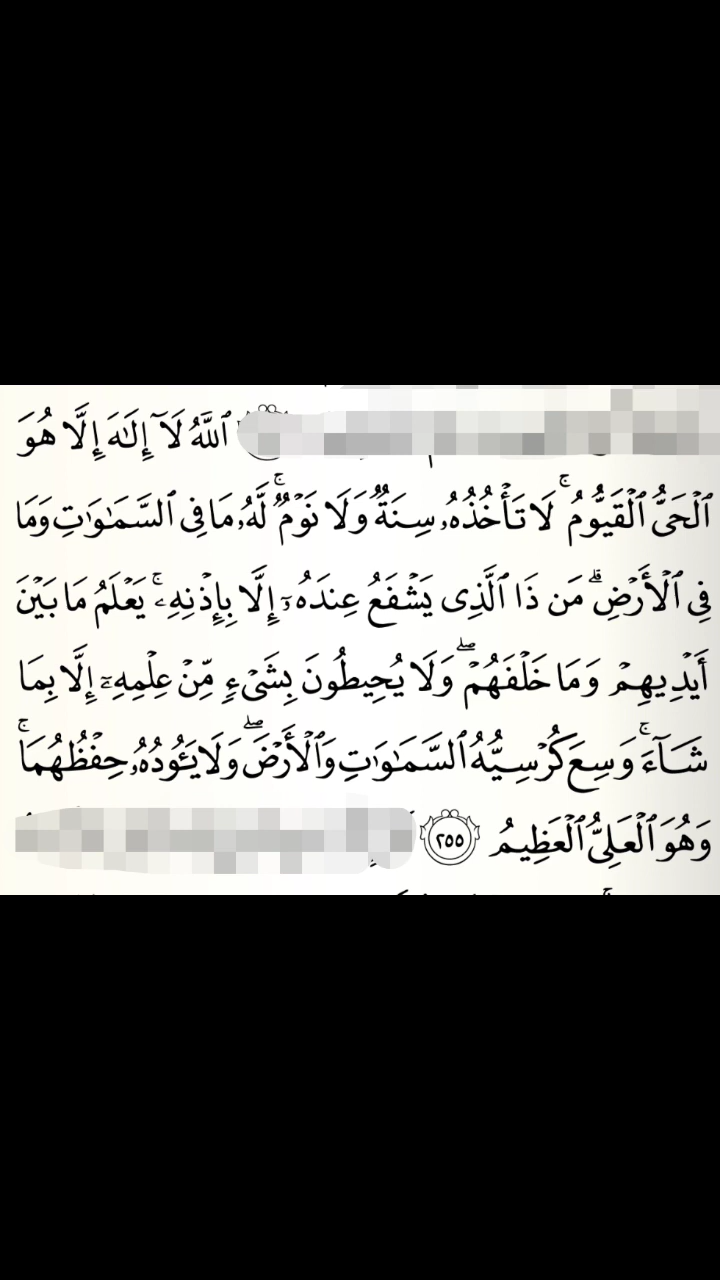 ٱللَّهُ لَآ إِلَٰهَ إِلَّا هُوَ
ٱلْحَىُّ ٱلْقَيُّومُ ۚ لَا تَأْخُذُهُۥ سِنَةٌ وَلَا نَوْمٌ ۚ لَّهُۥ مَا فِى ٱلسَّمَٰوَٰتِ وَمَا
فِى ٱلْأَرْضِ ۗ مَن ذَا ٱلَّذِى يَشْفَعُ عِندَهُۥٓ إِلَّا بِإِذْنِهِۦ ۚ يَعْلَمُ مَا بَيْنَ
أَيْدِيهِمْ وَمَا خَلْفَهُمْ ۖ وَلَا يُحِيطُونَ بِشَىْءٍ مِّنْ عِلْمِهِۦٓ إِلَّا بِمَا
شَآءَ ۚ وَسِعَ كُرْسِيُّهُ ٱلسَّمَٰوَٰتِ وَٱلْأَرْضَ ۖ وَلَا يَـُٔودُهُۥ حِفْظُهُمَا ۚ
وَهُوَ ٱلْعَلِىُّ ٱلْعَظِيمُ ٢٥٥